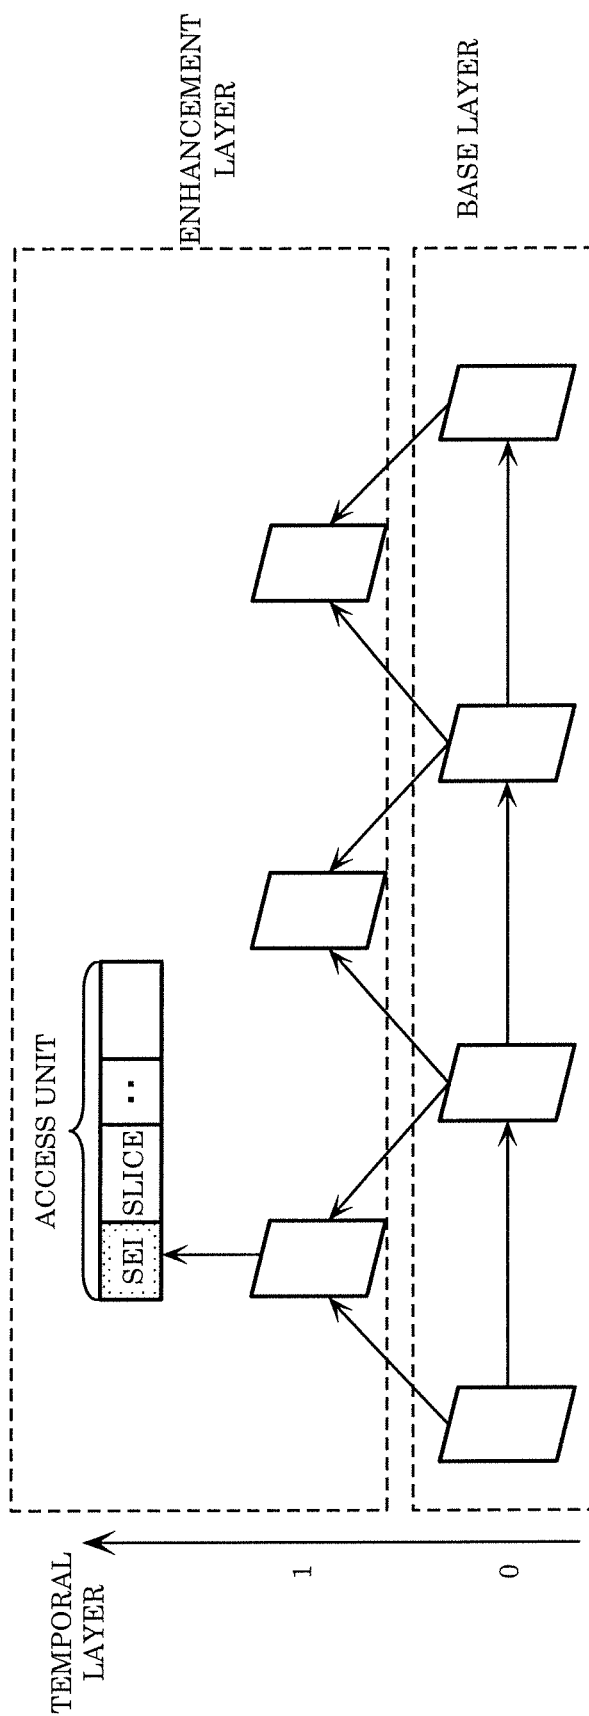 ACCESS UNIT
SEI
SLICE
..
TEMPORAL
LAYER
1
0
ENHANCEMENT
LAYER
BASE LAYER